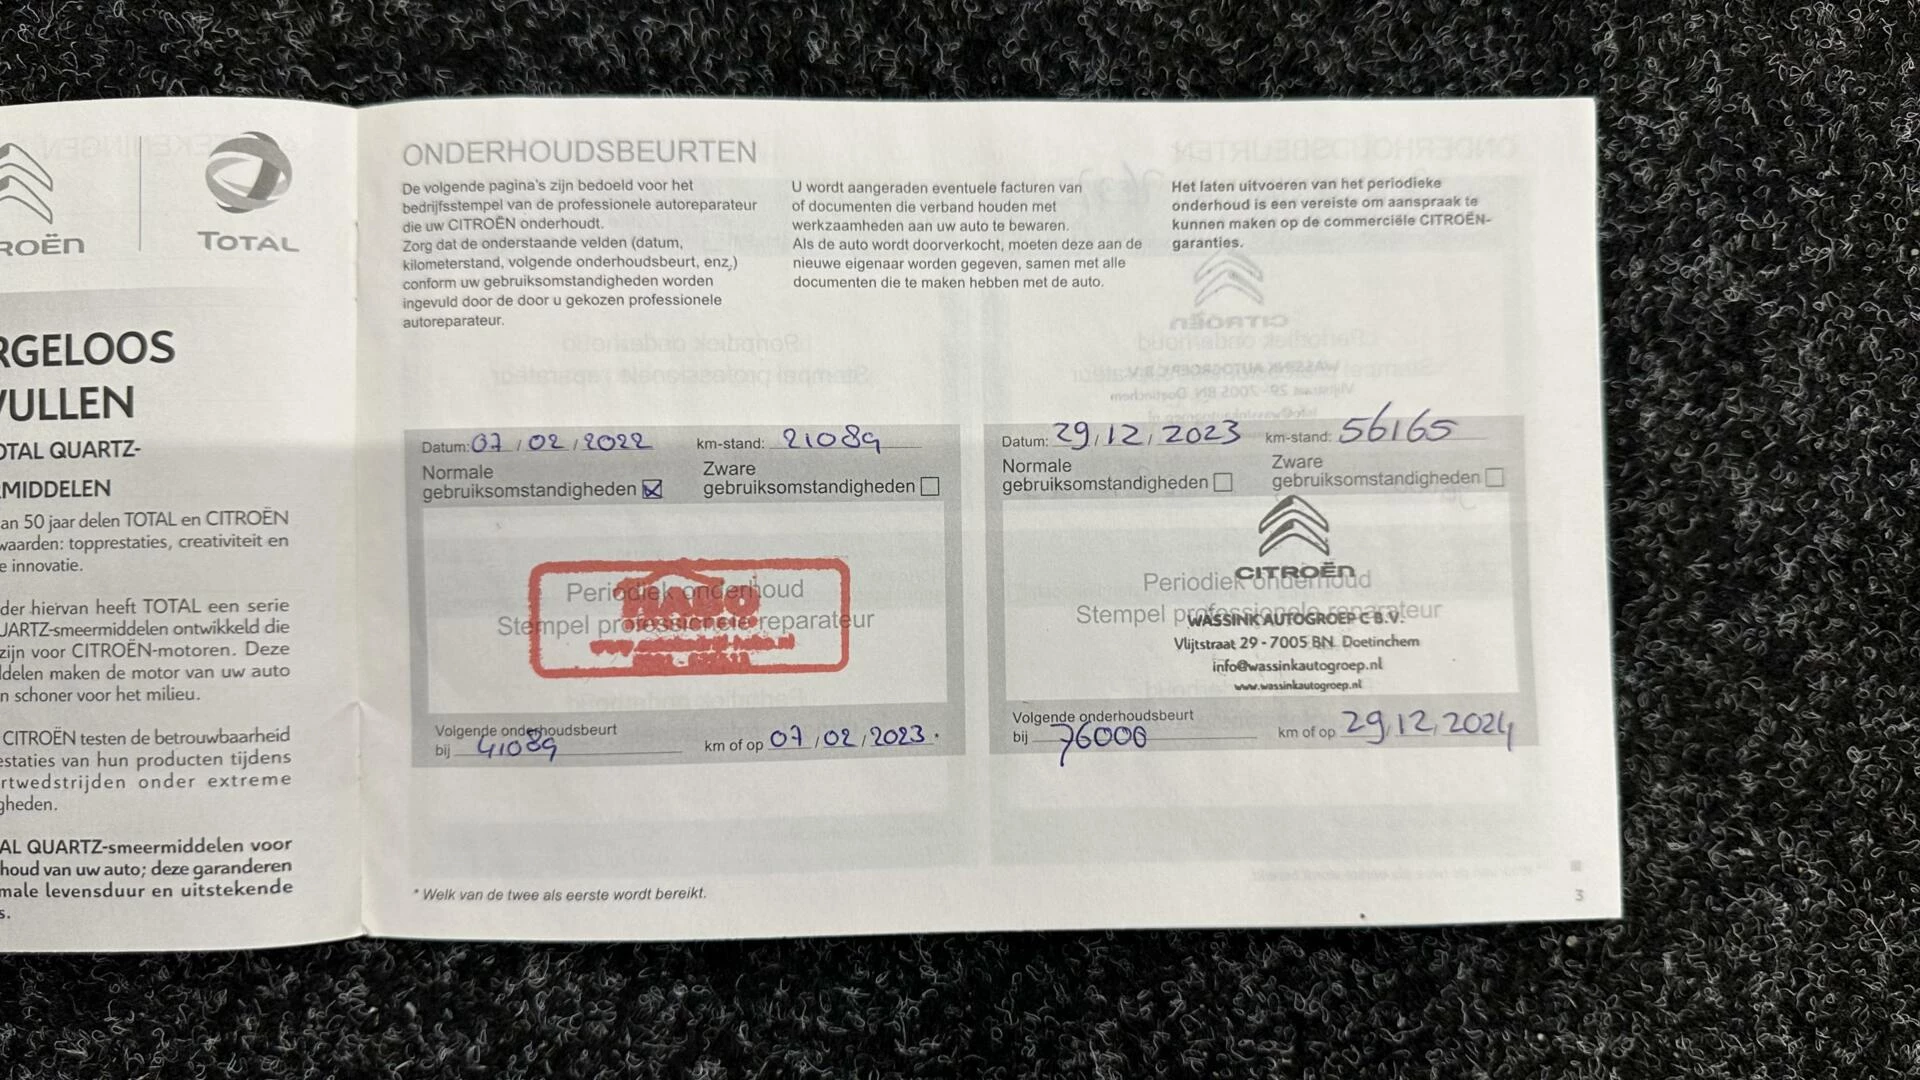 ROËN
TOTAL
RGELOOS
VULLEN
OTAL QUARTZ-
MIDDELEN
an 50 jaar delen TOTAL en CITROËN
waarden: topprestaties, creativiteit en
e innovatie.
der hiervan heeft TOTAL een serie
UARTZ-smeermiddelen ontwikkeld die
zijn voor CITROËN-motoren. Deze
ddelen maken de motor van uw auto
n schoner voor het milieu.
CITROËN testen de betrouwbaarheid
estaties van hun producten tijdens
rtwedstrijden onder extreme
gheden.
AL QUARTZ-smeermiddelen voor
houd van uw auto; deze garanderen
male levensduur en uitstekende
s.
ONDERHOUDSBEURTEN
De volgende pagina's zijn bedoeld voor het
bedrijfsstempel van de professionele autoreparateur
die uw CITROËN onderhoudt.
Zorg dat de onderstaande velden (datum,
kilometerstand, volgende onderhoudsbeurt, enz.)
conform uw gebruiksomstandigheden worden
ingevuld door de door u gekozen professionele
autoreparateur.
U wordt aangeraden eventuele facturen van
of documenten die verband houden met
werkzaamheden aan uw auto te bewaren.
Als de auto wordt doorverkocht, moeten deze aan de
nieuwe eigenaar worden gegeven, samen met alle
documenten die te maken hebben met de auto.
Het laten uitvoeren van het periodieke
onderhoud is een vereiste om aanspraak te
kunnen maken op de commerciële CITROËN-
garanties.
Datum: 07/02/2022 km-stand: 21089
Normale
gebruiksomstandigheden
Zware
gebruiksomstandigheden
Periodiek onderhoud
Stempel professionele reparateur
Volgende onderhoudsbeurt
bij 41089 km of op 07/02/2023.
Datum: 29/12/2023 km-stand: 56165
Normale
gebruiksomstandigheden
Zware
gebruiksomstandigheden
CITROËN
Periodiek onderhoud
Stempel professionele reparateur
WASSINK AUTOGROEP C B.V.
Vlijtstraat 29 - 7005 BN Doetinchem
info@wassinkautogroep.nl
www.wassinkautogroep.nl
Volgende onderhoudsbeurt
bij 76000 km of op 29/12/2024
* Welk van de twee als eerste wordt bereikt.
3